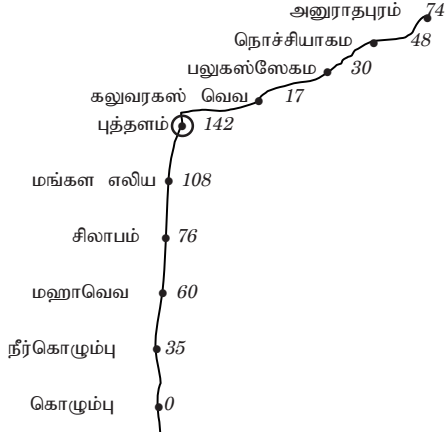 அனுராதபுரம் 74
நொச்சியாகம 48
பலுகஸ்ஸேகம 30
கலுவரகஸ் வெவ 17
புத்தளம் 142
மங்கள எலிய 108
சிலாபம் 76
மஹாவெவ 60
நீர்கொழும்பு 35
கொழும்பு 0